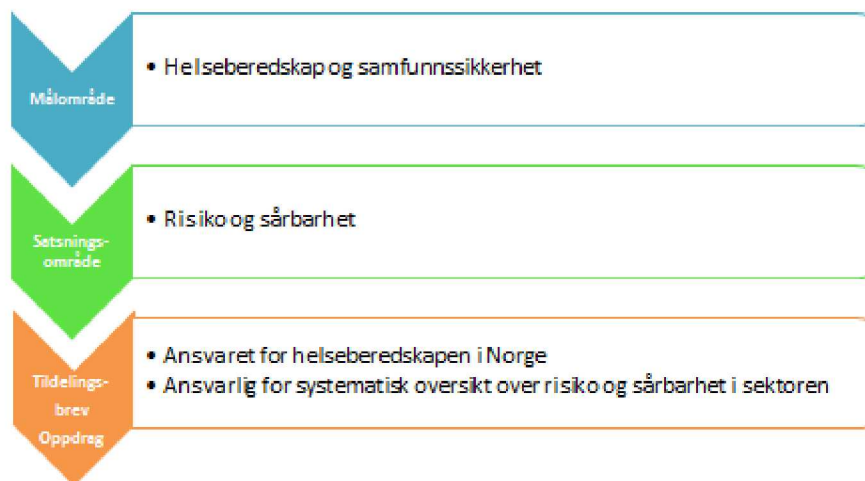 Målområde
• Helseberedskap og samfunnssikkerhet
Satsnings-
område
• Risiko og sårbarhet
Tildelings-
brev
Oppdrag
• Ansvaret for helseberedskapen i Norge
• Ansvarlig for systematisk oversikt over risiko og sårbarhet i sektoren